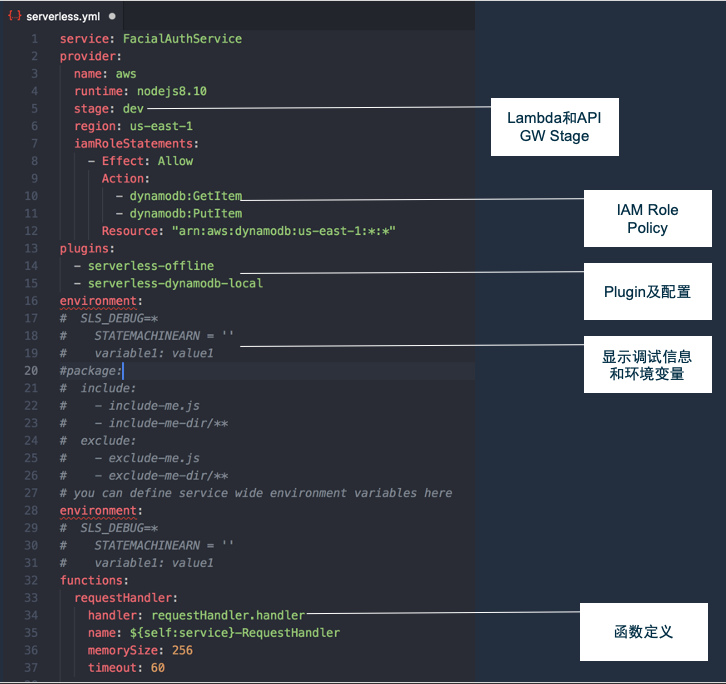 {..} serverless.yml ●
1 service: FacialAuthService
2 provider:
3   name: aws
4   runtime: nodejs8.10
5   stage: dev
6   region: us-east-1
7   iamRoleStatements:
8     - Effect: Allow
9       Action:
10         - dynamodb:GetItem
11         - dynamodb:PutItem
12       Resource: "arn:aws:dynamodb:us-east-1:*:*"
13 plugins:
14   - serverless-offline
15   - serverless-dynamodb-local
16 environment:
17 #  SLS_DEBUG=*
18 #    STATEMACHINEARN = ''
19 #    variable1: value1
20 #package:
21 #  include:
22 #    - include-me.js
23 #    - include-me-dir/**
24 #  exclude:
25 #    - exclude-me.js
26 #    - exclude-me-dir/**
27 # you can define service wide environment variables here
28 environment:
29 #  SLS_DEBUG=*
30 #    STATEMACHINEARN = ''
31 #    variable1: value1
32 functions:
33   requestHandler:
34     handler: requestHandler.handler
35     name: ${self:service}-RequestHandler
36     memorySize: 256
37     timeout: 60
Lambda和API
GW Stage
IAM Role
Policy
Plugin及配置
显示调试信息
和环境变量
函数定义